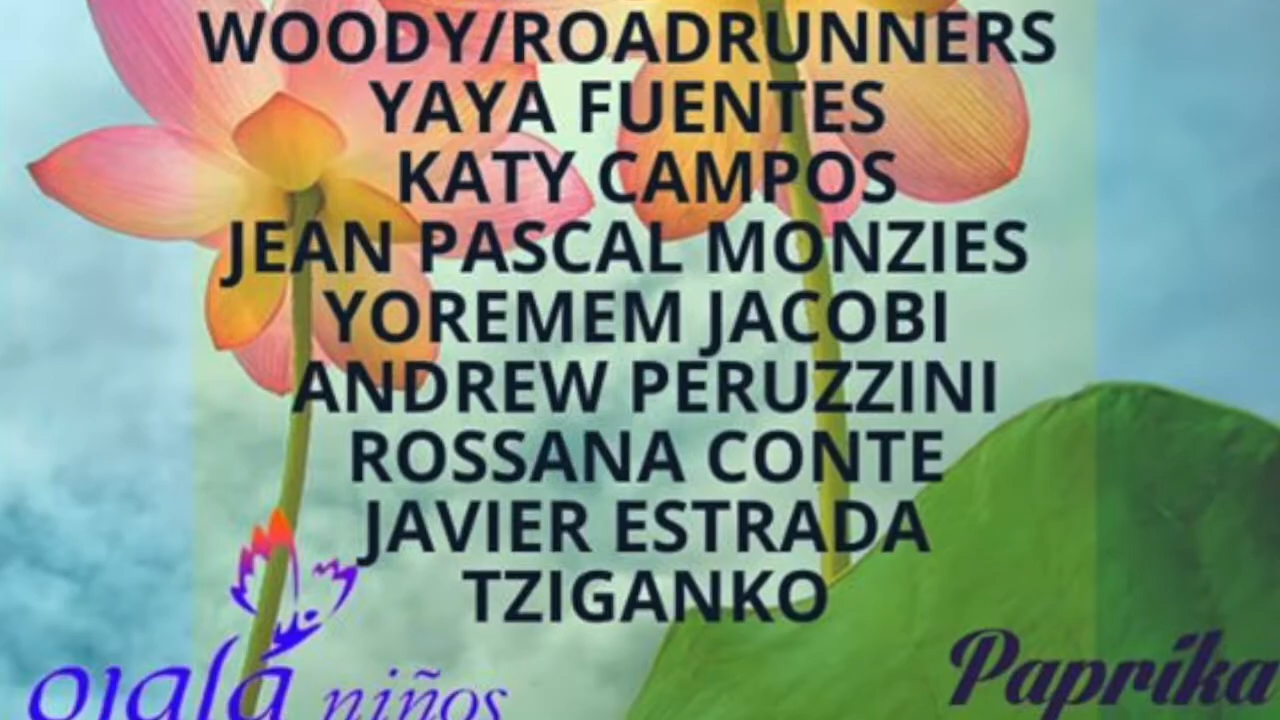 WOODY/ROADRUNNERS
YAYA FUENTES
KATY CAMPOS
JEAN PASCAL MONZIES
YOREMEM JACOBI
ANDREW PERUZZINI
ROSSANA CONTE
JAVIER ESTRADA
TZIGANKO
ojalá niños
Paprika